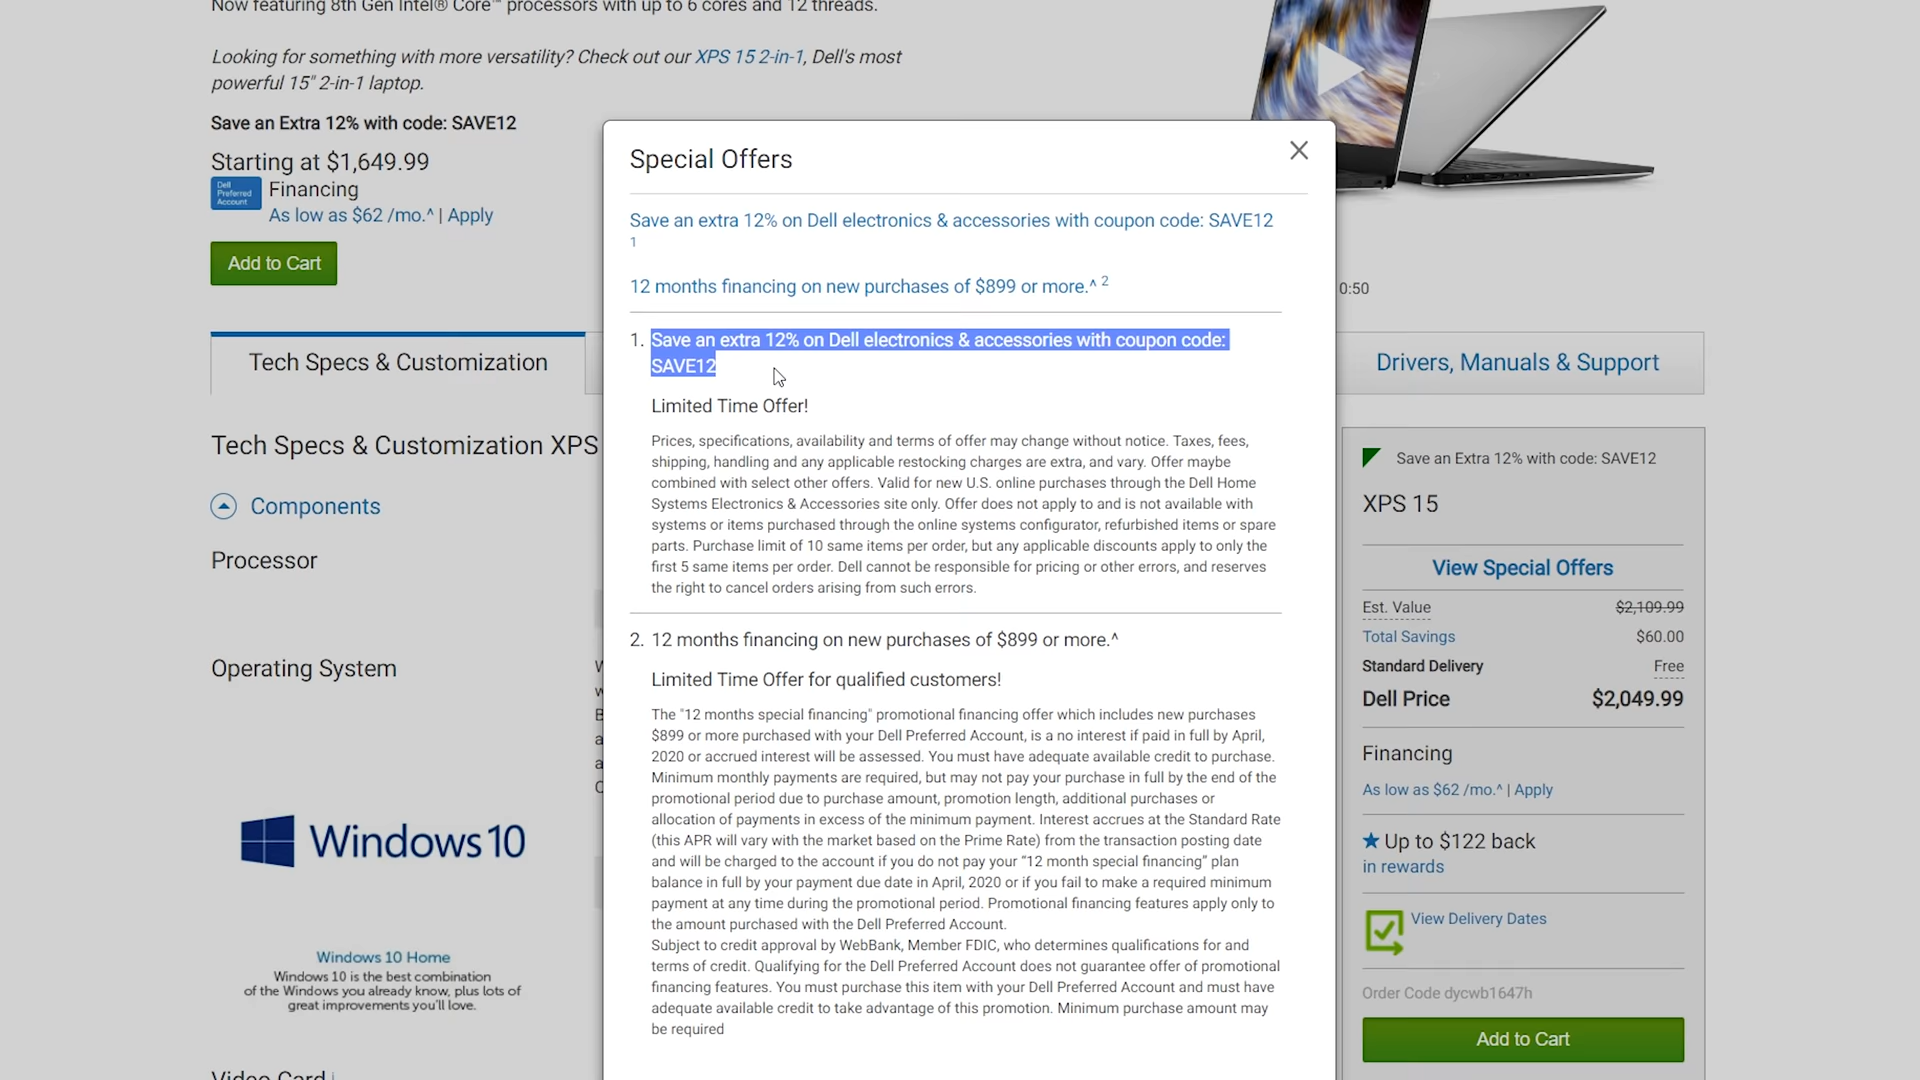 Now featuring 8th Gen Intel® Core™ processors with up to 6 cores and 12 threads.
Looking for something with more versatility? Check out our XPS 15 2-in-1, Dell's most
powerful 15" 2-in-1 laptop.
Save an Extra 12% with code: SAVE12
Starting at $1,649.99
Dell
Preferred
Account
Financing
As low as $62 /mo.^ | Apply
Add to Cart
0:50
Tech Specs & Customization
Drivers, Manuals & Support
Tech Specs & Customization XPS
Components
Processor
Operating System
Windows 10
Windows 10 Home
Windows 10 is the best combination
of the Windows you already know, plus lots of
great improvements you'll love.
Video Card
Special Offers
Save an extra 12% on Dell electronics & accessories with coupon code: SAVE12
1
12 months financing on new purchases of $899 or more.^ 2
1. Save an extra 12% on Dell electronics & accessories with coupon code:
SAVE12
Limited Time Offer!
Prices, specifications, availability and terms of offer may change without notice. Taxes, fees,
shipping, handling and any applicable restocking charges are extra, and vary. Offer maybe
combined with select other offers. Valid for new U.S. online purchases through the Dell Home
Systems Electronics & Accessories site only. Offer does not apply to and is not available with
systems or items purchased through the online systems configurator, refurbished items or spare
parts. Purchase limit of 10 same items per order, but any applicable discounts apply to only the
first 5 same items per order. Dell cannot be responsible for pricing or other errors, and reserves
the right to cancel orders arising from such errors.
2. 12 months financing on new purchases of $899 or more.^
Limited Time Offer for qualified customers!
The "12 months special financing" promotional financing offer which includes new purchases
$899 or more purchased with your Dell Preferred Account, is a no interest if paid in full by April,
2020 or accrued interest will be assessed. You must have adequate available credit to purchase.
Minimum monthly payments are required, but may not pay your purchase in full by the end of the
promotional period due to purchase amount, promotion length, additional purchases or
allocation of payments in excess of the minimum payment. Interest accrues at the Standard Rate
(this APR will vary with the market based on the Prime Rate) from the transaction posting date
and will be charged to the account if you do not pay your “12 month special financing” plan
balance in full by your payment due date in April, 2020 or if you fail to make a required minimum
payment at any time during the promotional period. Promotional financing features apply only to
the amount purchased with the Dell Preferred Account.
Subject to credit approval by WebBank, Member FDIC, who determines qualifications for and
terms of credit. Qualifying for the Dell Preferred Account does not guarantee offer of promotional
financing features. You must purchase this item with your Dell Preferred Account and must have
adequate available credit to take advantage of this promotion. Minimum purchase amount may
be required
Save an Extra 12% with code: SAVE12
XPS 15
View Special Offers
Est. Value $2,109.99
Total Savings $60.00
Standard Delivery Free
Dell Price $2,049.99
Financing
As low as $62 /mo.^ | Apply
Up to $122 back
in rewards
View Delivery Dates
Order Code dycwb1647h
Add to Cart